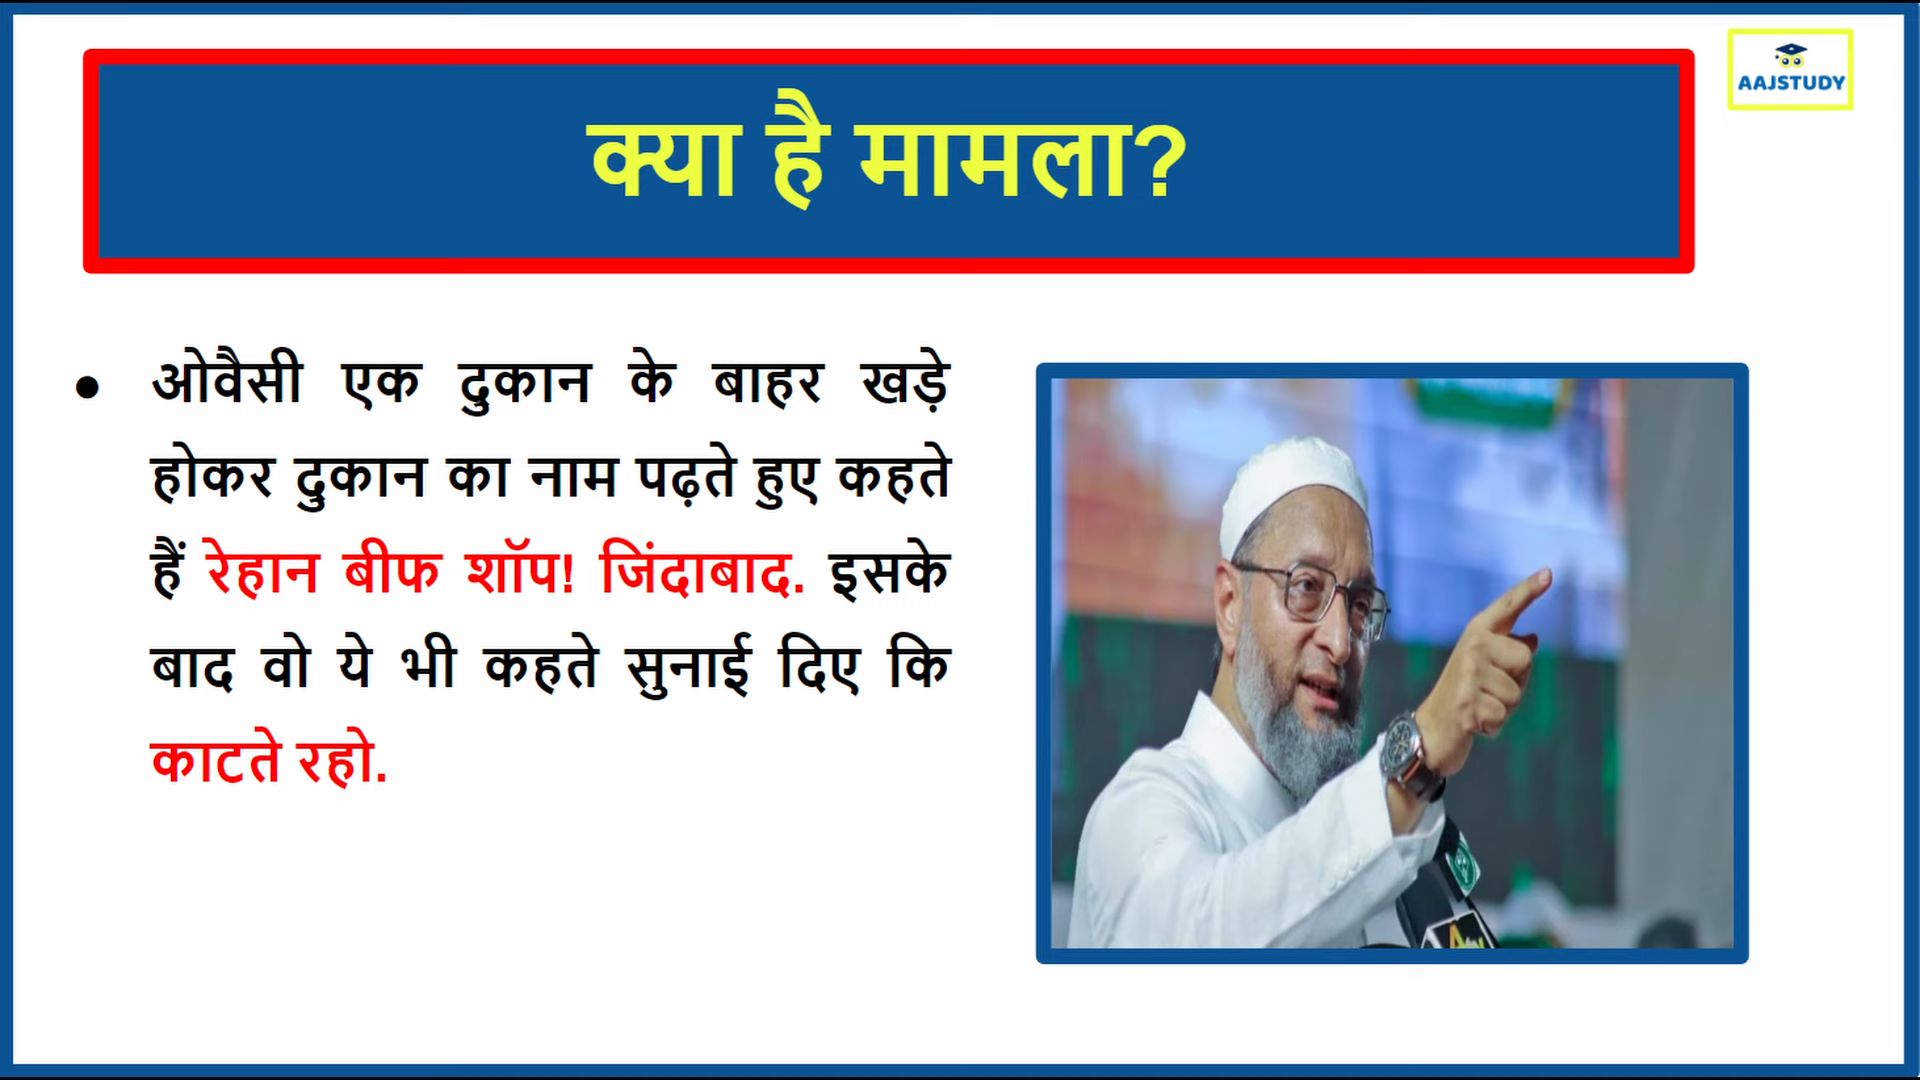 AAJSTUDY
क्या है मामला?
• ओवैसी एक दुकान के बाहर खड़े
होकर दुकान का नाम पढ़ते हुए कहते
हैं रेहान बीफ शॉप! जिंदाबाद. इसके
बाद वो ये भी कहते सुनाई दिए कि
काटते रहो.